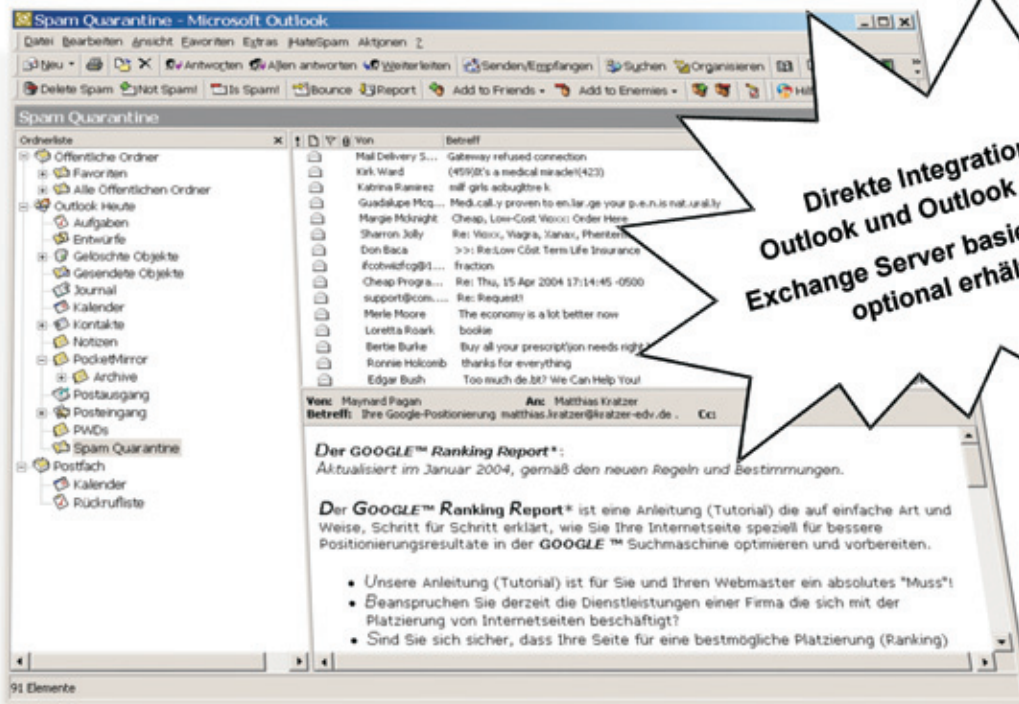 Spam Quarantine - Microsoft Outlook
Datei Bearbeiten Ansicht Favoriten Extras HateSpam Aktionen ?
Neu Antworten Allen antworten Weiterleiten Senden/Empfangen Suchen Organisieren
Delete Spam Not Spam! Is Spam! Bounce Report Add to Friends Add to Enemies
Spam Quarantine
Ordnerliste
Öffentliche Ordner
Favoriten
Alle Öffentlichen Ordner
Outlook Heute
Aufgaben
Entwürfe
Gelöschte Objekte
Gesendete Objekte
Journal
Kalender
Kontakte
Notizen
PocketMirror
Archive
Postausgang
Posteingang
PWDs
Spam Quarantine
Postfach
Kalender
Rückrufliste
Von Betreff
Mail Delivery S... Gateway refused connection
Kirk Ward (459)It's a medical miracle!(423)
Katrina Ramirez milf girls aobuglttre k
Guadalupe Mcq... Medi.call.y proven to en.lar.ge your p.e.n.is nat.ural.ly
Margie Mcknight Cheap, Low-Cost Vioxx: Order Here
Sharron Jolly Re: Vioxx, Viagra, Xanax,
Don Baca >>: Re:Low Cöst Term Life Insurance
fraction
Cheap Progra... Re: Thu, 15 Apr 2004 17:14:45 -0500
support@com.... Re: Request!
Merle Moore The economy is a lot better now
Loretta Roark bookie
Bertie Burke Buy all your prescript'ion needs right
Ronnie Holcomb thanks for everything
Edgar Bush Too much de.bt? We Can Help You!
Von: Maynard Pagan An: Matthias Kratzer
Betreff: Ihre Google-Positionierung matthias.kratzer@kratzer-edv.de . Cc:
Der GOOGLE™ Ranking Report*:
Aktualisiert im Januar 2004, gemäß den neuen Regeln und Bestimmungen.
Der GOOGLE™ Ranking Report* ist eine Anleitung (Tutorial) die auf einfache Art und
Weise, Schritt für Schritt erklärt, wie Sie Ihre Internetseite speziell für bessere
Positionierungsresultate in der GOOGLE ™ Suchmaschine optimieren und vorbereiten.
• Unsere Anleitung (Tutorial) ist für Sie und Ihren Webmaster ein absolutes "Muss"!
• Beanspruchen Sie derzeit die Dienstleistungen einer Firma die sich mit der
Platzierung von Internetseiten beschäftigt?
• Sind Sie sich sicher, dass Ihre Seite für eine bestmögliche Platzierung (Ranking)
91 Elemente
Direkte Integration
Outlook und Outlook
Exchange Server basie
optional erhäl